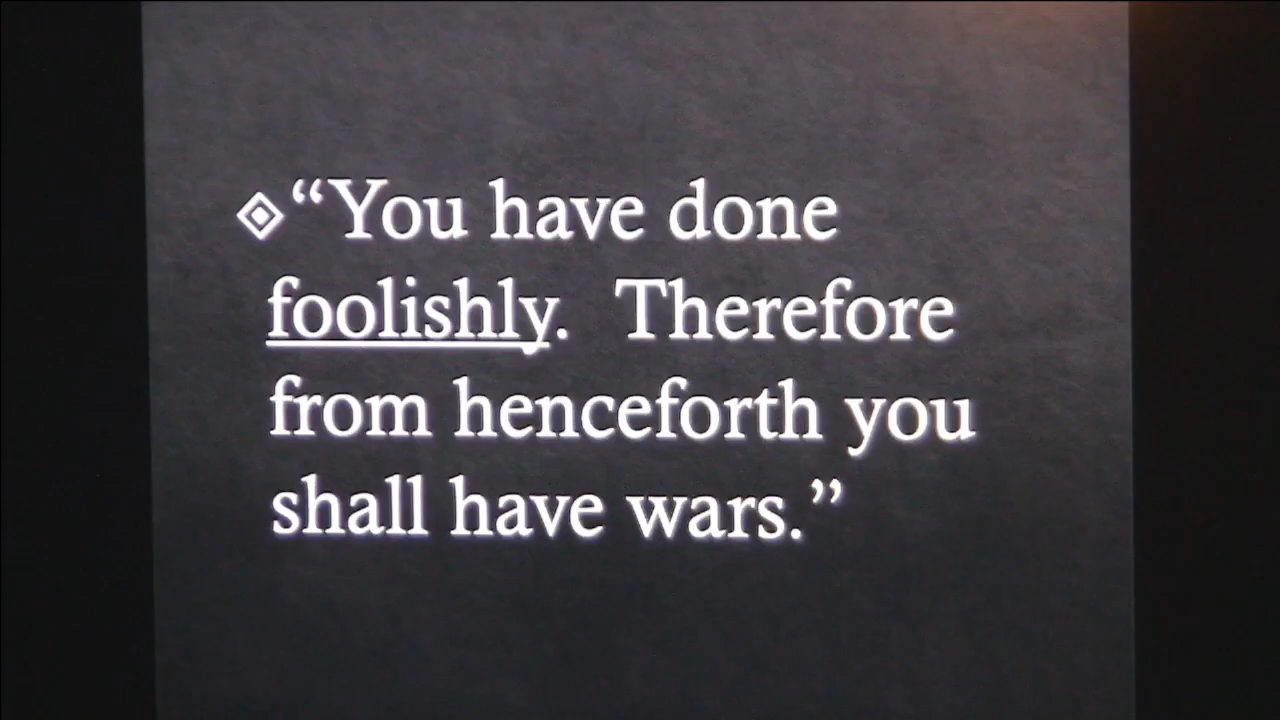 “You have done
foolishly.  Therefore
from henceforth you
shall have wars.”